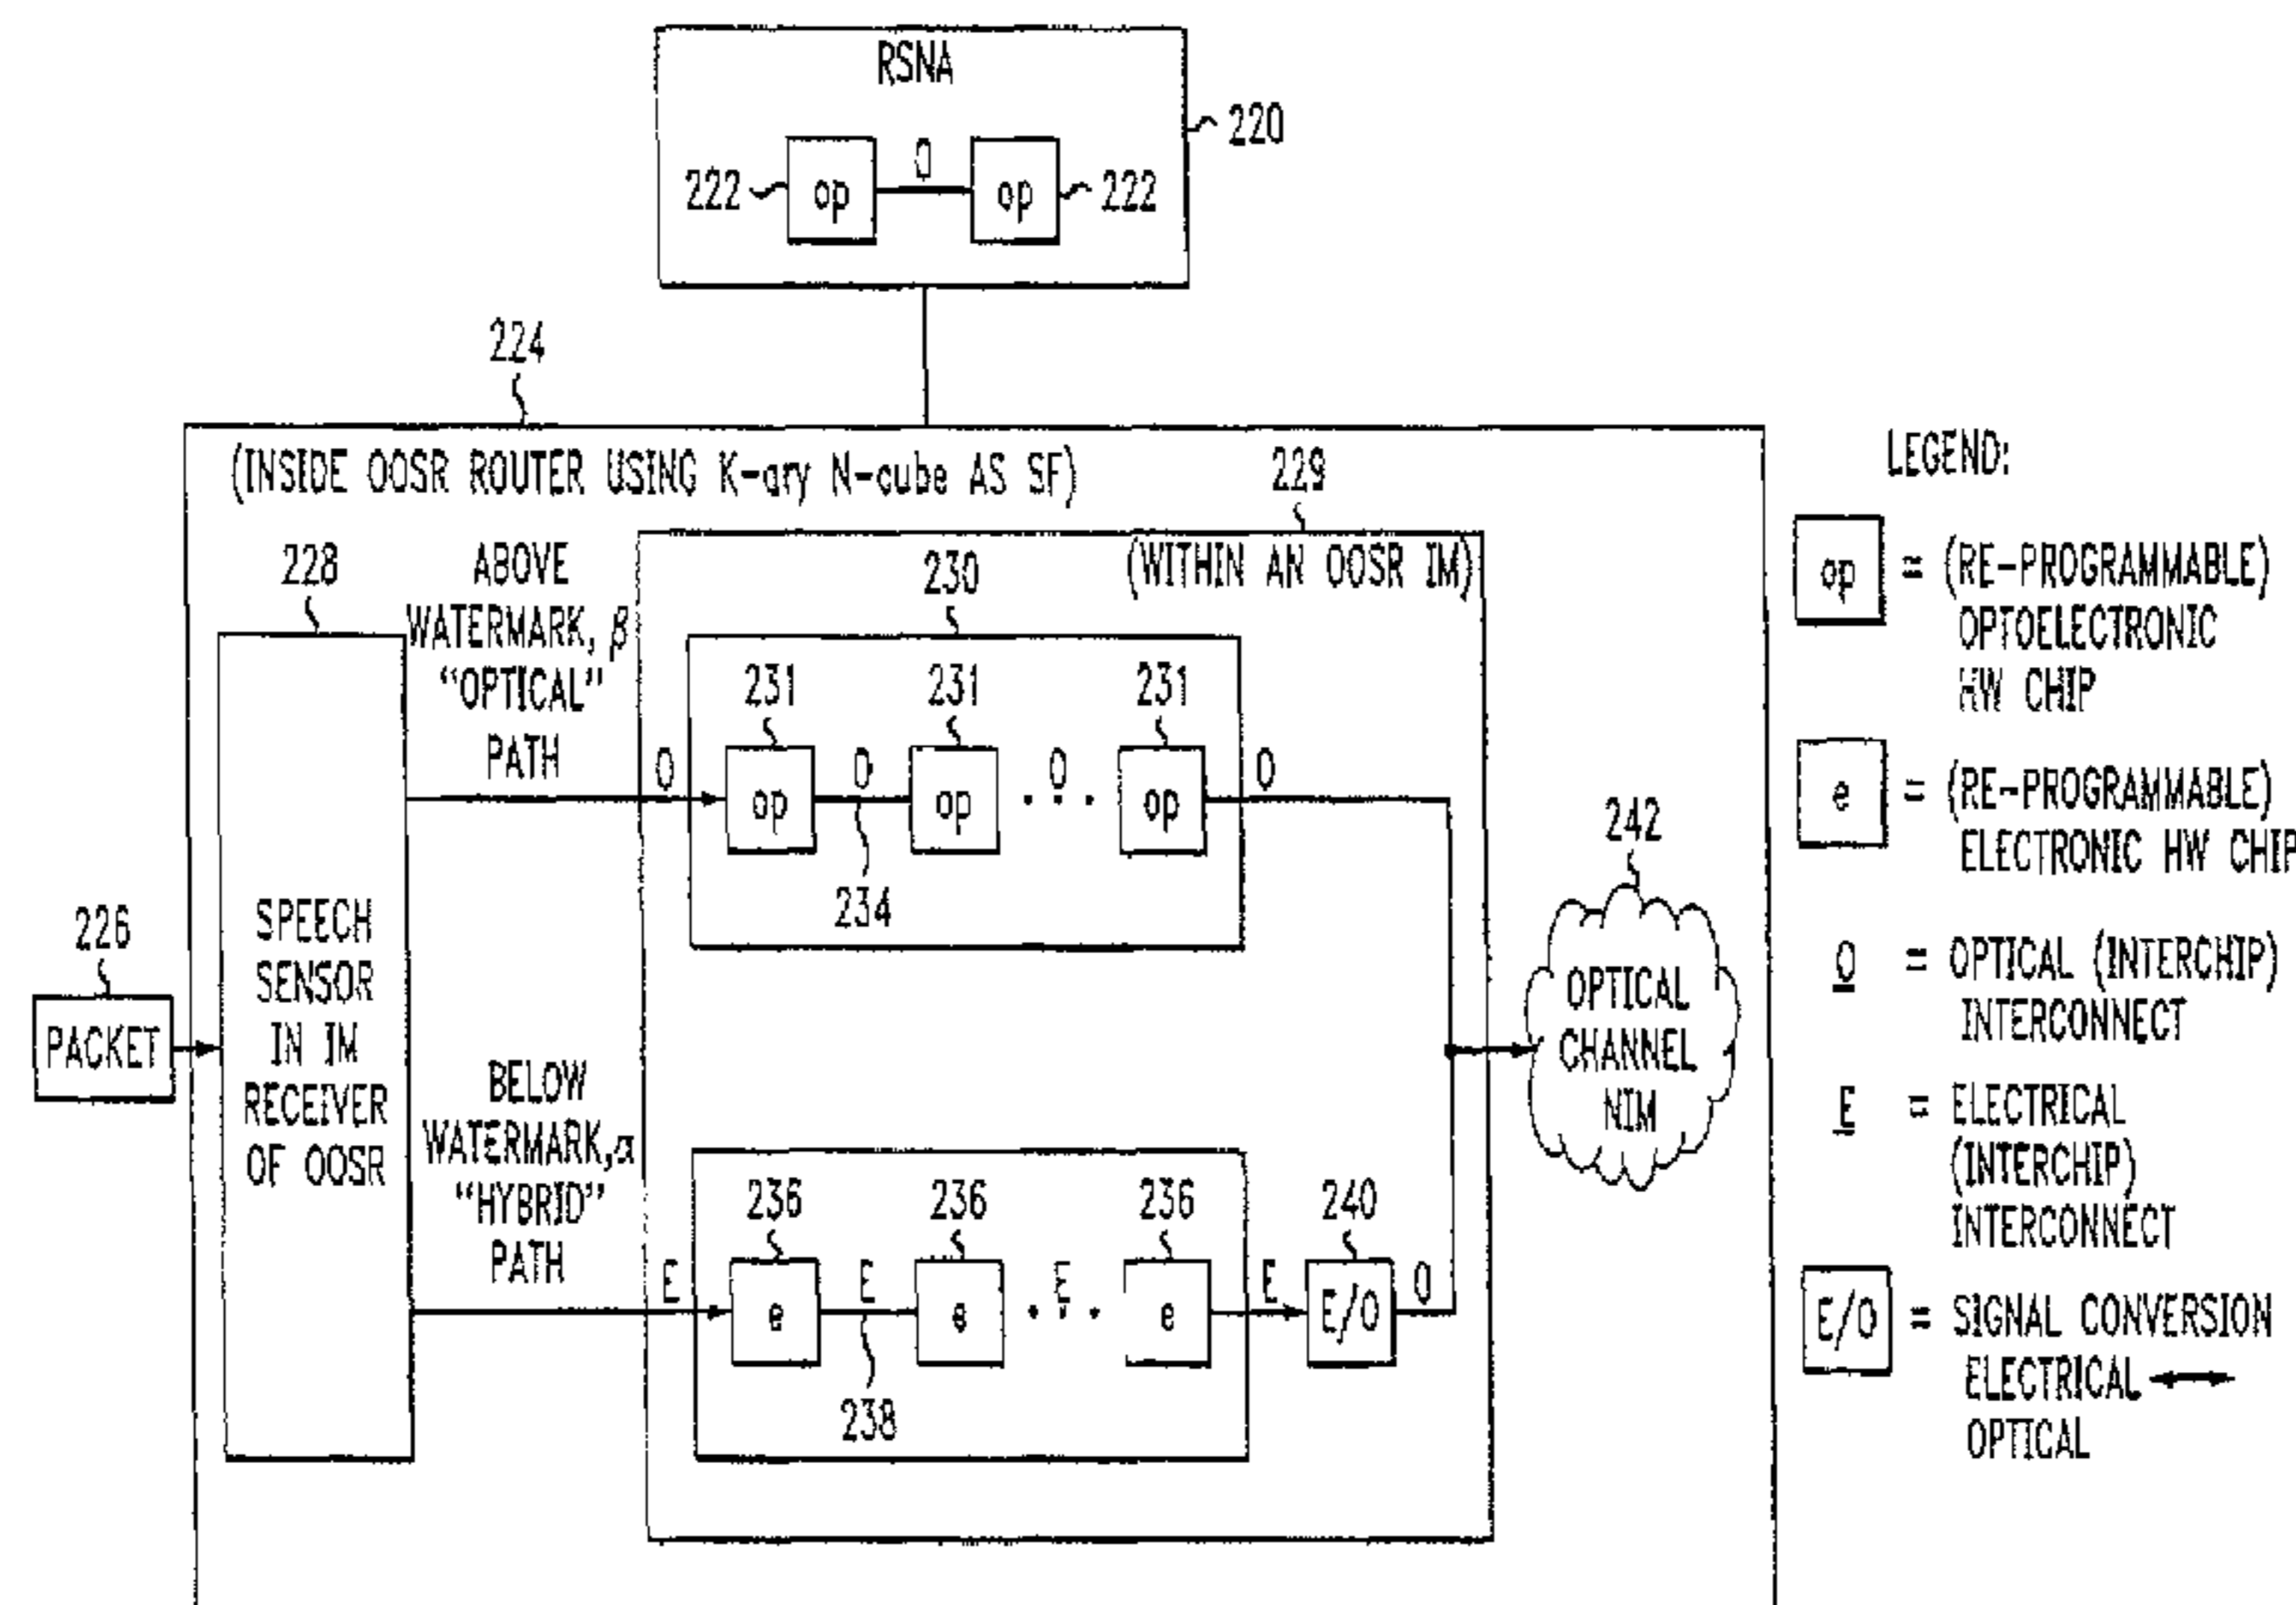 RSNA
220
O
222
op
op
222
224
(INSIDE OOSR ROUTER USING K-ary N-cube AS SF)
229
228
ABOVE
WATERMARK, β
"OPTICAL"
PATH
230
(WITHIN AN OOSR IM)
231
231
231
O
op
O
op
. O . .
op
O
234
226
PACKET
SPEECH
SENSOR
IN IM
RECEIVER
OF OOSR
242
OPTICAL
CHANNEL
NIM
BELOW
WATERMARK, α
"HYBRID"
PATH
236
236
236
240
E
e
E
e
. E . .
e
E
E/O
O
238
LEGEND:
op = (RE-PROGRAMMABLE)
OPTOELECTRONIC
HW CHIP
e = (RE-PROGRAMMABLE)
ELECTRONIC HW CHIP
O = OPTICAL (INTERCHIP)
INTERCONNECT
E = ELECTRICAL
(INTERCHIP)
INTERCONNECT
E/O = SIGNAL CONVERSION
ELECTRICAL ↔
OPTICAL